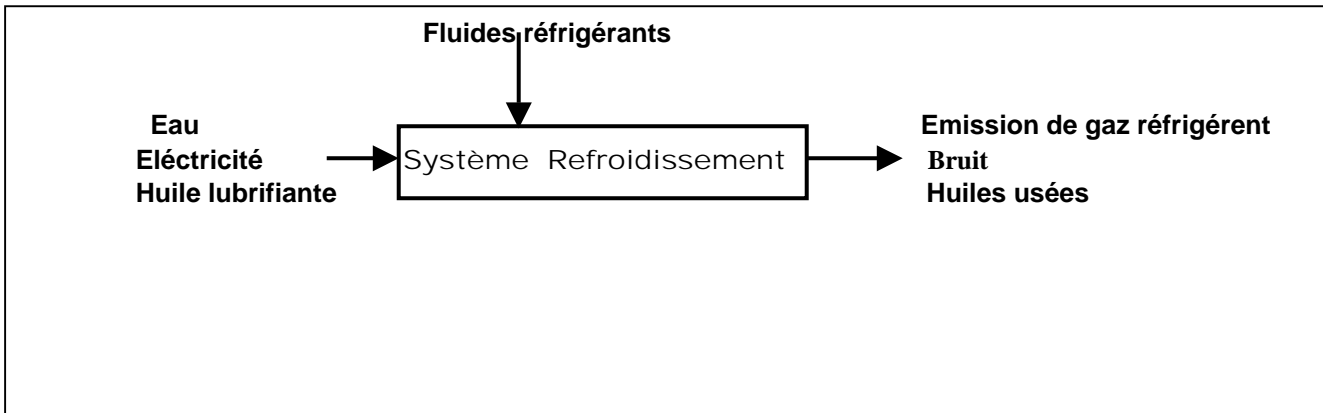 Fluides réfrigérants
Eau
Eléctricité
Huile lubrifiante
Système Refroidissement
Emission de gaz réfrigérent
Bruit
Huiles usées